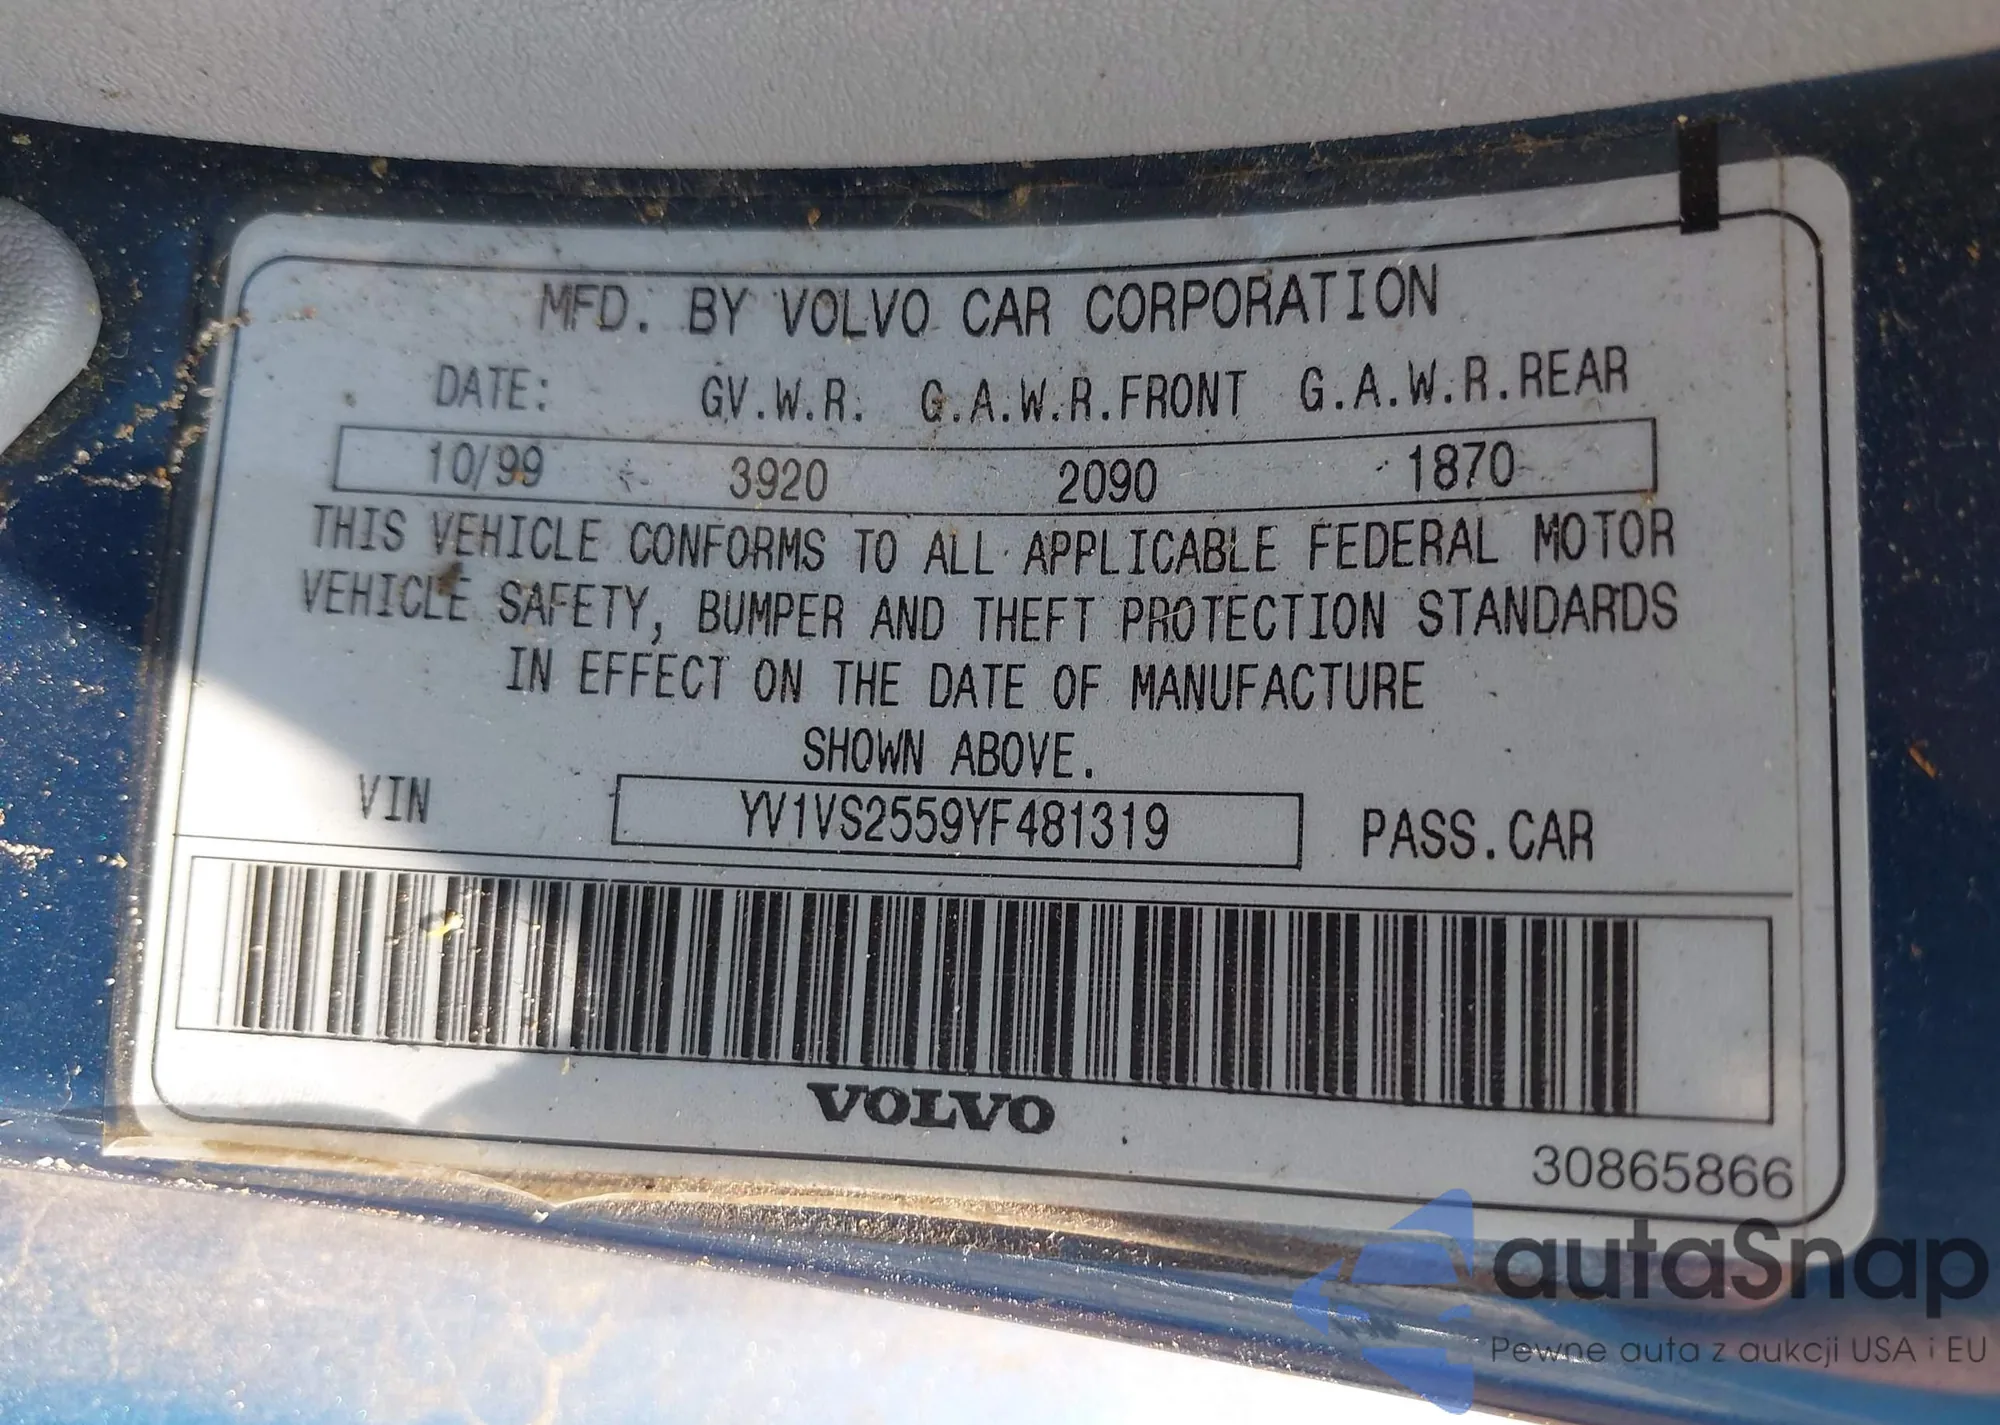 MFD. BY VOLVO CAR CORPORATION
DATE: GV.W.R. G.A.W.R.FRONT G.A.W.R.REAR
10/99 3920 2090 1870
THIS VEHICLE CONFORMS TO ALL APPLICABLE FEDERAL MOTOR
VEHICLE SAFETY, BUMPER AND THEFT PROTECTION STANDARDS
IN EFFECT ON THE DATE OF MANUFACTURE
SHOWN ABOVE.
VIN YV1VS2559YF481319 PASS.CAR
VOLVO
30865866
autaSnap
Pewne auta z aukcji USA i EU